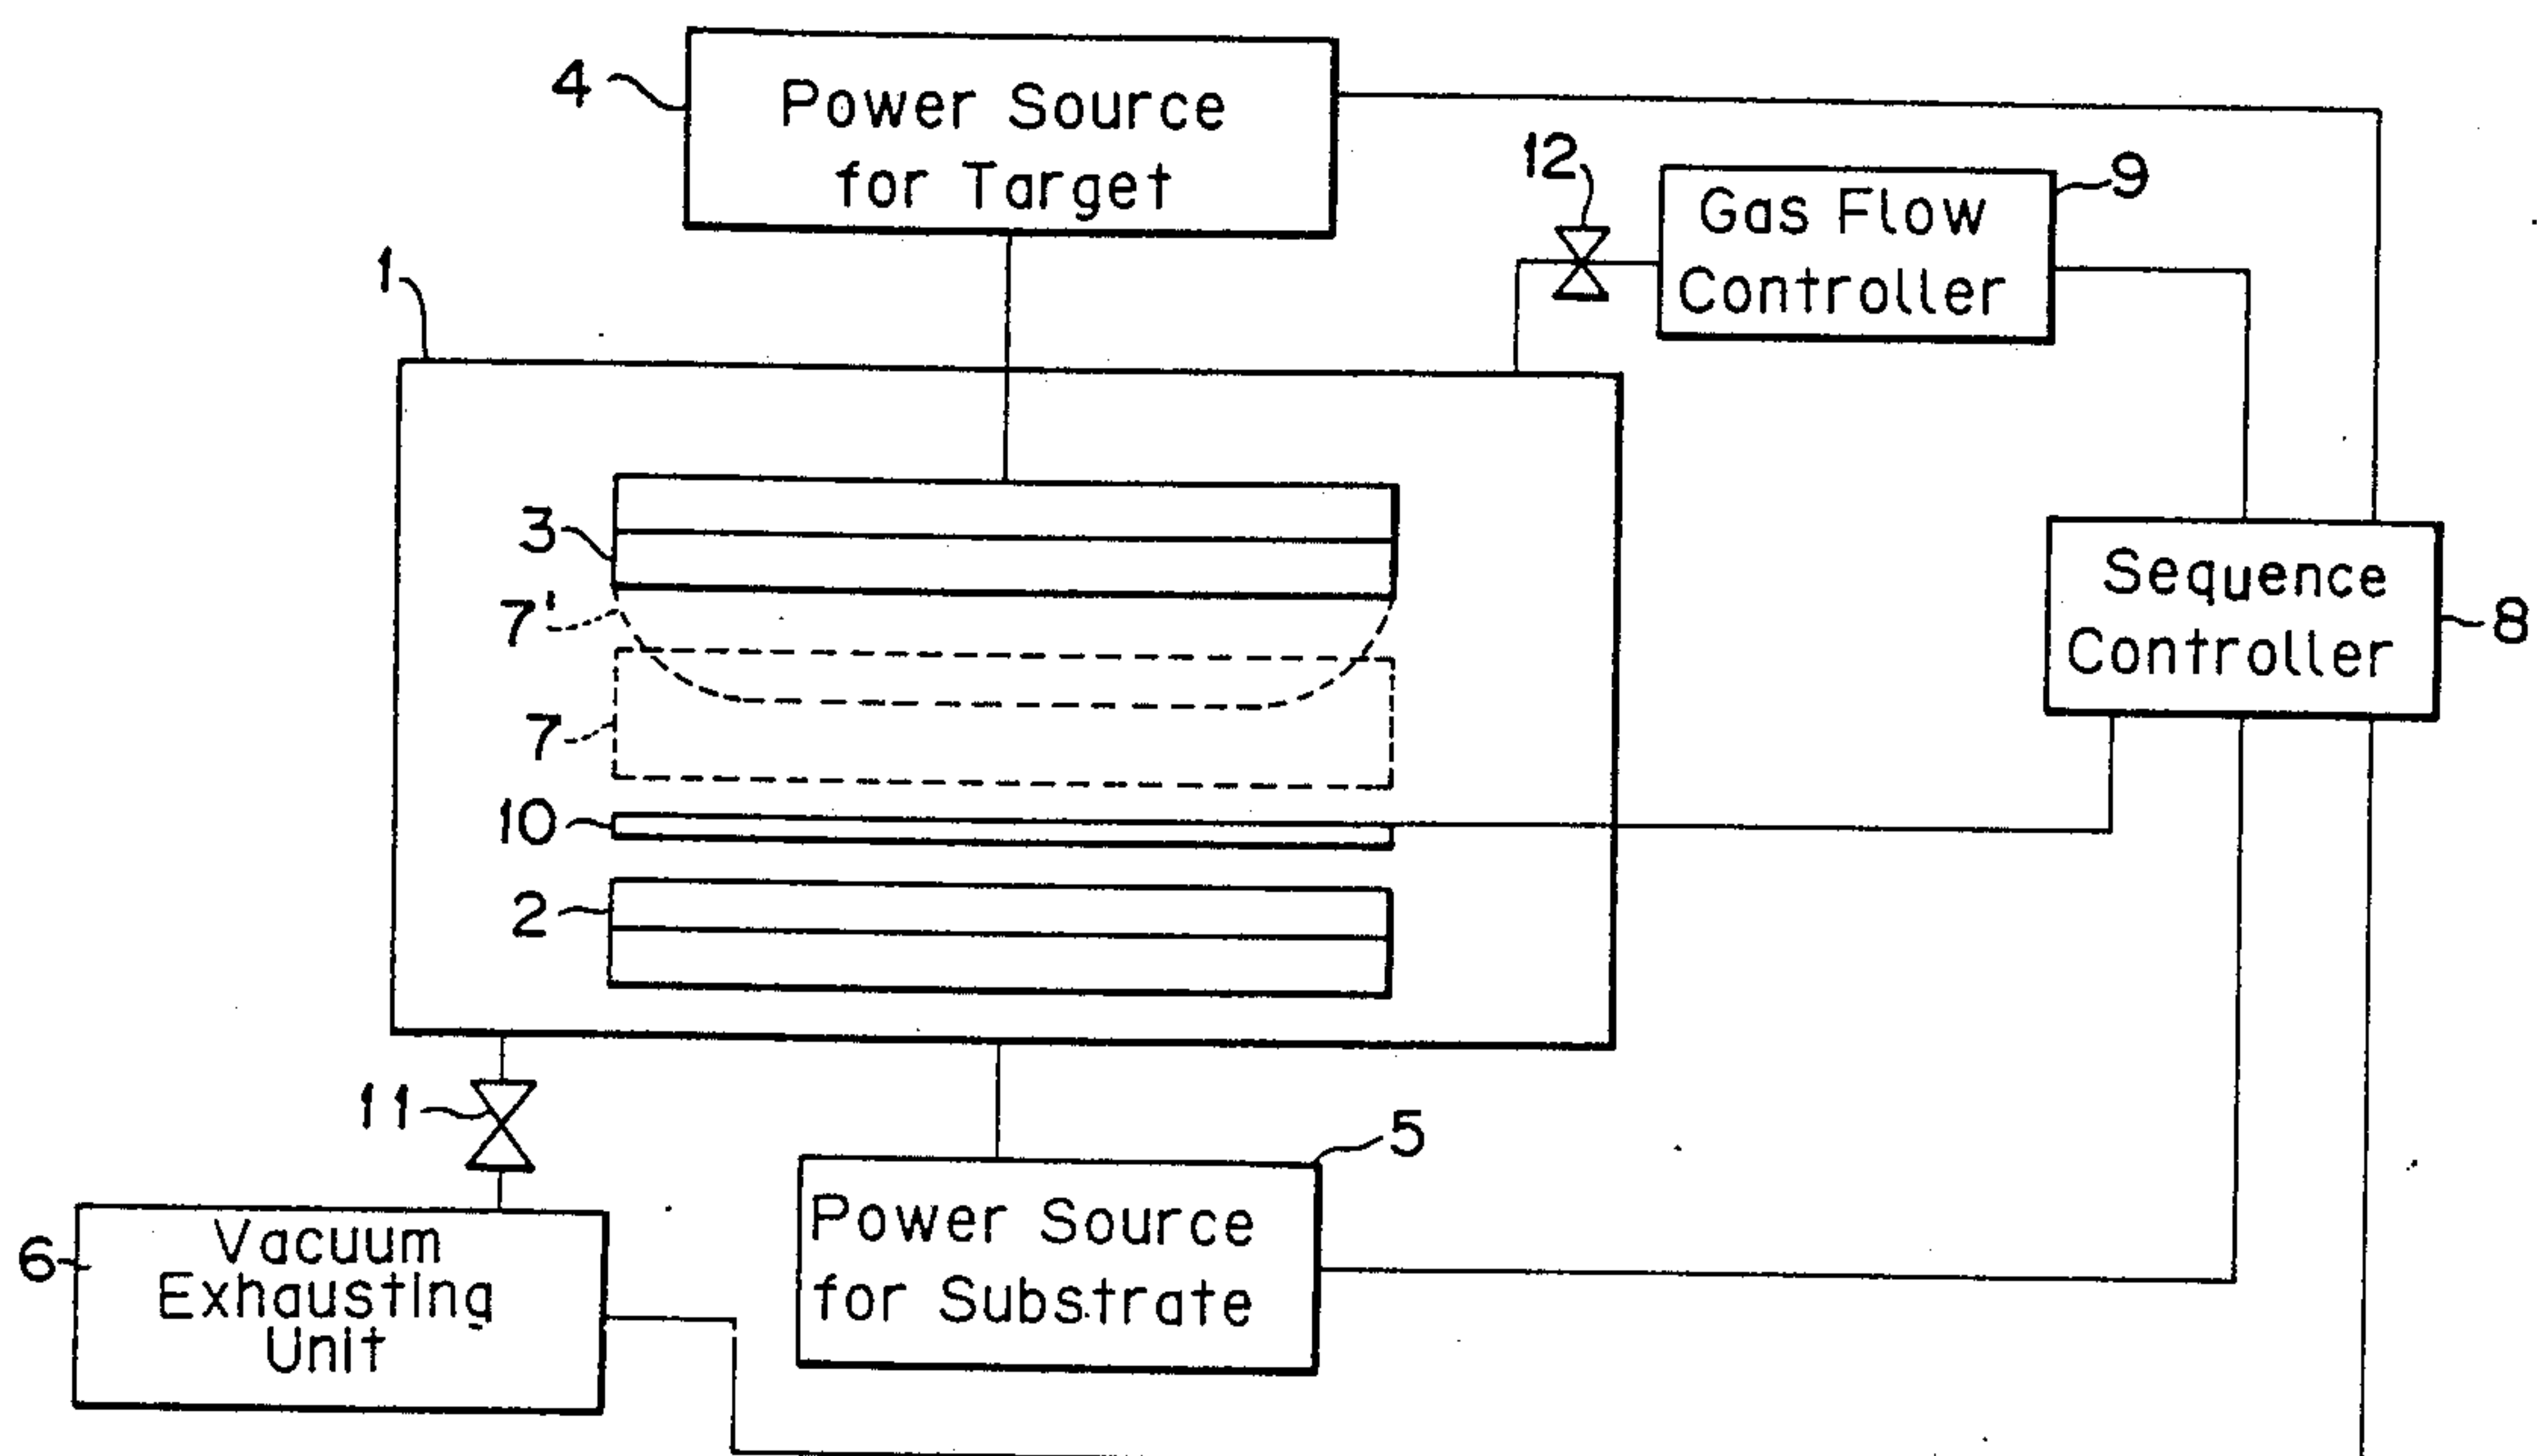 4
Power Source
for Target
12
9
Gas Flow
Controller
1
3
7'
Sequence
Controller
8
7
10
2
11
5
Power Source
for Substrate
6
Vacuum
Exhausting
Unit